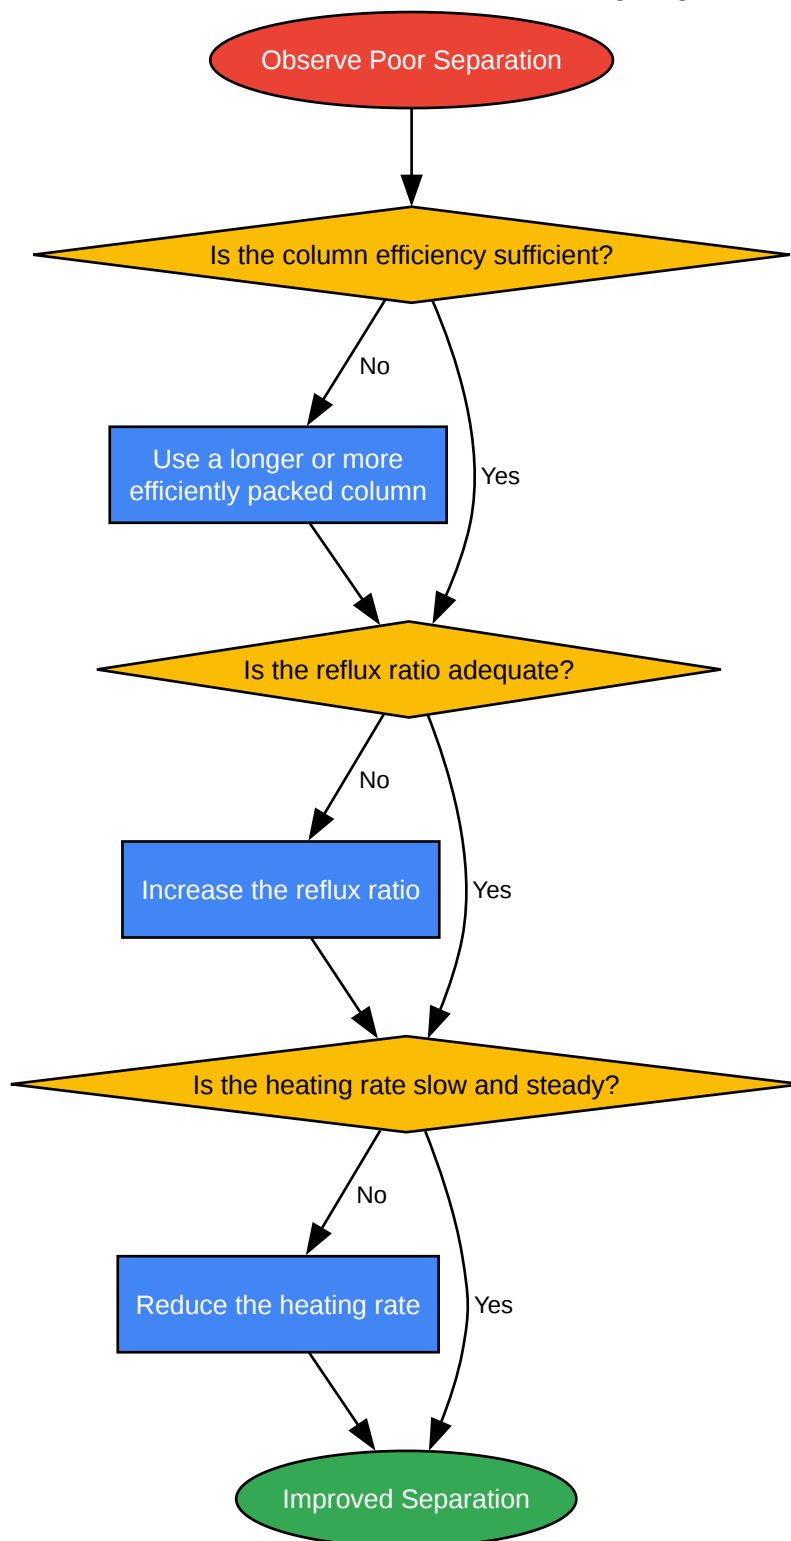 Observe Poor Separation
Is the column efficiency sufficient?
No
Use a longer or more
efficiently packed column
Yes
Is the reflux ratio adequate?
No
Increase the reflux ratio
Yes
Is the heating rate slow and steady?
No
Reduce the heating rate
Yes
Improved Separation